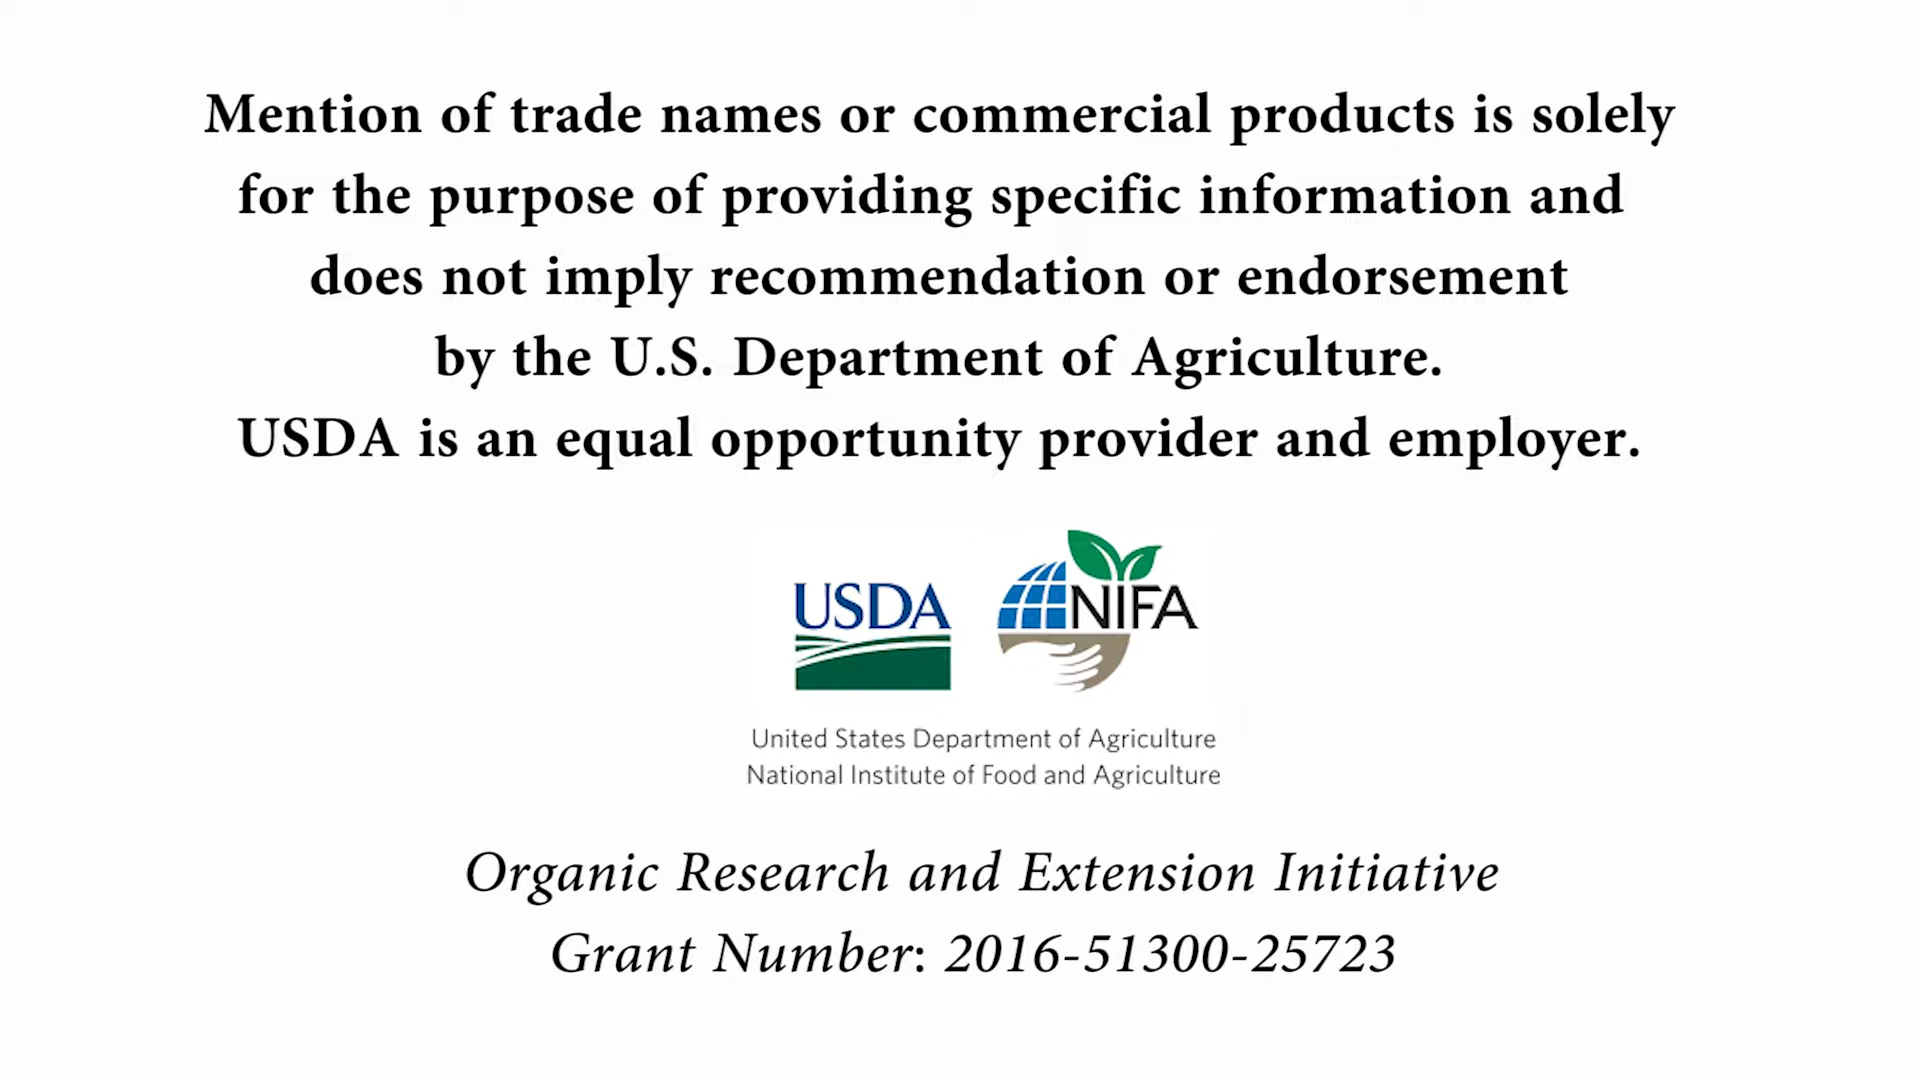 Mention of trade names or commercial products is solely
for the purpose of providing specific information and
does not imply recommendation or endorsement
by the U.S. Department of Agriculture.
USDA is an equal opportunity provider and employer.
USDA NIFA
United States Department of Agriculture
National Institute of Food and Agriculture
Organic Research and Extension Initiative
Grant Number: 2016-51300-25723